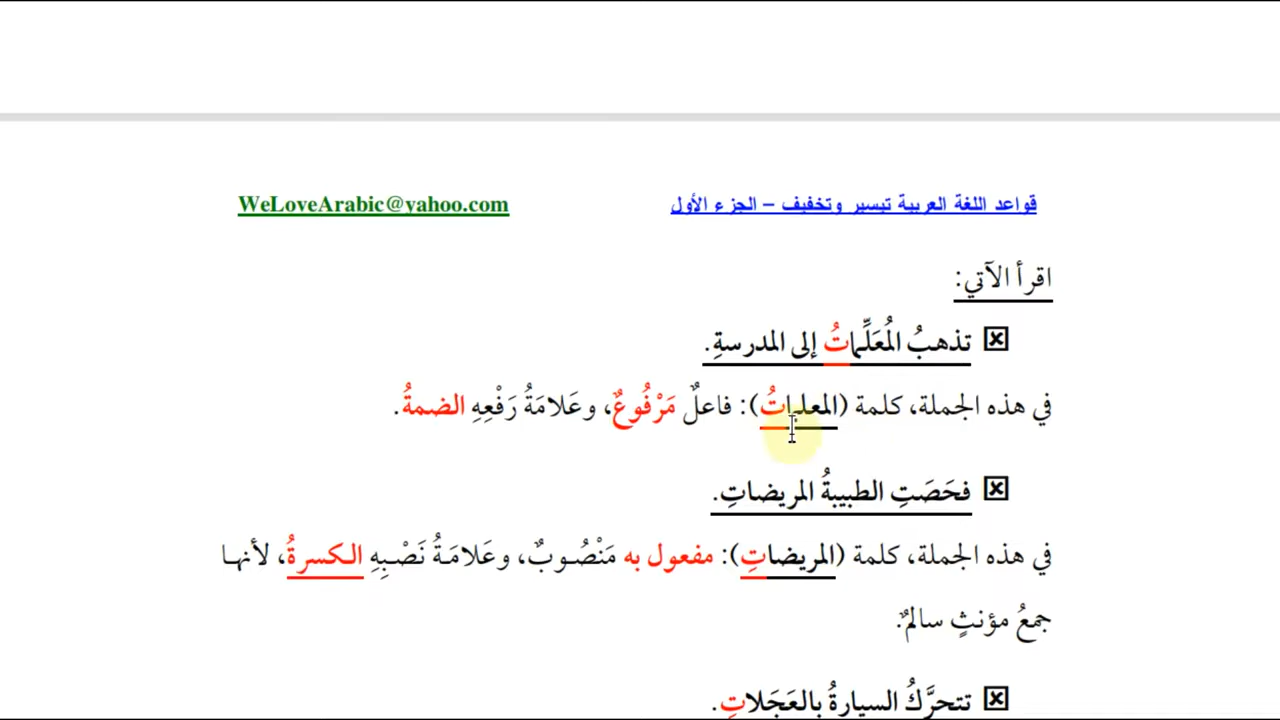 قواعد اللغة العربية تيسير وتخفيف – الجزء الأول WeLoveArabic@yahoo.com
اقرأ الآتي:
تذهبُ المُعَلِّماتُ إلى المدرسةِ.
في هذه الجملة، كلمة (المعلماتُ): فاعلٌ مَرْفُوعٌ، وعَلامَةُ رَفْعِهِ الضمةُ.
فحَصَتِ الطبيبةُ المريضاتِ.
في هذه الجملة، كلمة (المريضاتِ): مفعول به مَنْصُوبٌ، وعَلامَةُ نَصْبِهِ الكسرةُ، لأنها
جمعُ مؤنثٍ سالمٌ.
تتحرَّكُ السيارةُ بالعَجَلاتِ.